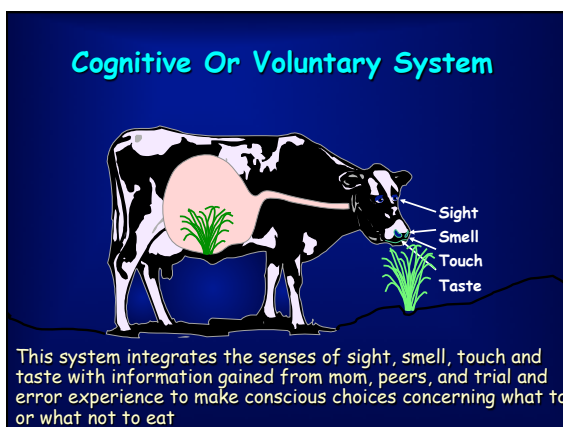 Cognitive Or Voluntary System
Sight
Smell
Touch
Taste
This system integrates the senses of sight, smell, touch and
taste with information gained from mom, peers, and trial and
error experience to make conscious choices concerning what to
or what not to eat